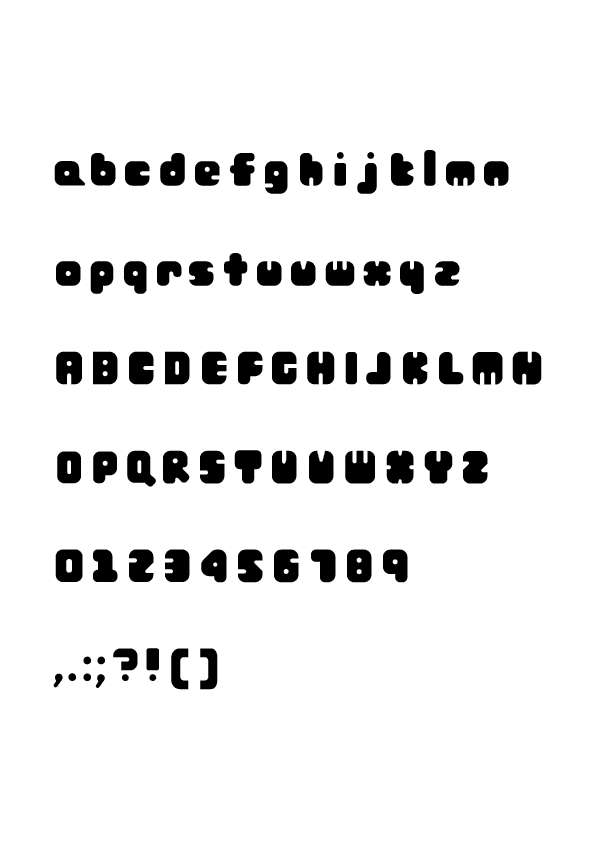 abcdefghijklmn
opqrstuvwxyz
ABCDEFGHIJKLMN
OPQRSTUVWXYZ
0123456789
,.:;?!()